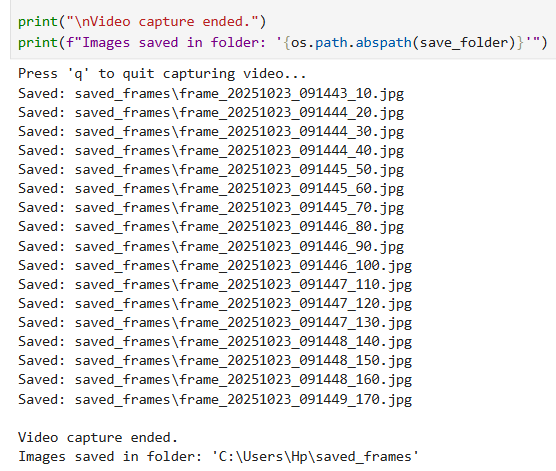 print("\nVideo capture ended.")
print(f"Images saved in folder: '{os.path.abspath(save_folder)}'")
Press 'q' to quit capturing video...
Saved: saved_frames\frame_20251023_091443_10.jpg
Saved: saved_frames\frame_20251023_091444_20.jpg
Saved: saved_frames\frame_20251023_091444_30.jpg
Saved: saved_frames\frame_20251023_091444_40.jpg
Saved: saved_frames\frame_20251023_091445_50.jpg
Saved: saved_frames\frame_20251023_091445_60.jpg
Saved: saved_frames\frame_20251023_091445_70.jpg
Saved: saved_frames\frame_20251023_091446_80.jpg
Saved: saved_frames\frame_20251023_091446_90.jpg
Saved: saved_frames\frame_20251023_091446_100.jpg
Saved: saved_frames\frame_20251023_091447_110.jpg
Saved: saved_frames\frame_20251023_091447_120.jpg
Saved: saved_frames\frame_20251023_091447_130.jpg
Saved: saved_frames\frame_20251023_091448_140.jpg
Saved: saved_frames\frame_20251023_091448_150.jpg
Saved: saved_frames\frame_20251023_091448_160.jpg
Saved: saved_frames\frame_20251023_091449_170.jpg
Video capture ended.
Images saved in folder: 'C:\Users\Hp\saved_frames'